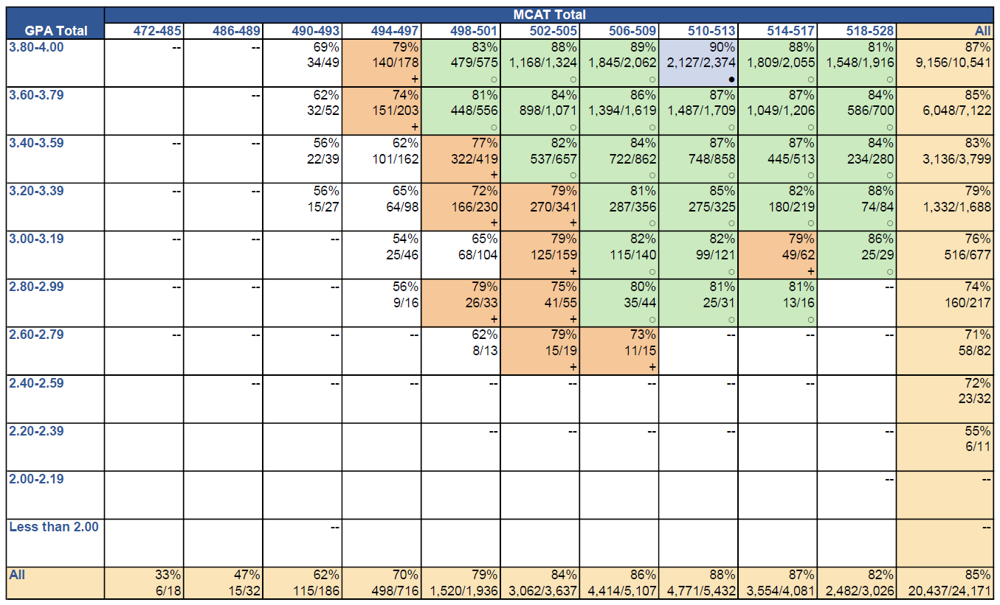 MCAT Total
GPA Total 472-485 486-489 490-493 494-497 498-501 502-505 506-509 510-513 514-517 518-528 All
3.80-4.00 -- -- 69% 79% 83% 88% 89% 90% 88% 81% 87%
34/49 140/178 479/575 1,168/1,324 1,845/2,062 2,127/2,374 1,809/2,055 1,548/1,916 9,156/10,541
+ ○ ○ ○ ● ○ ○
3.60-3.79 -- 62% 74% 81% 84% 86% 87% 87% 84% 85%
32/52 151/203 448/556 898/1,071 1,394/1,619 1,487/1,709 1,049/1,206 586/700 6,048/7,122
+ ○ ○ ○ ○ ○ ○
3.40-3.59 -- -- 56% 62% 77% 82% 84% 87% 87% 84% 83%
22/39 101/162 322/419 537/657 722/862 748/858 445/513 234/280 3,136/3,799
+ ○ ○ ○ ○ ○
3.20-3.39 -- -- 56% 65% 72% 79% 81% 85% 82% 88% 79%
15/27 64/98 166/230 270/341 287/356 275/325 180/219 74/84 1,332/1,688
+ + ○ ○ ○ ○
3.00-3.19 -- -- -- 54% 65% 79% 82% 82% 79% 86% 76%
25/46 68/104 125/159 115/140 99/121 49/62 25/29 516/677
+ ○ ○ + ○
2.80-2.99 -- -- -- 56% 79% 75% 80% 81% 81% -- 74%
9/16 26/33 41/55 35/44 25/31 13/16 160/217
+ + ○ ○ ○
2.60-2.79 -- -- -- -- 62% 79% 73% -- -- -- 71%
8/13 15/19 11/15 58/82
+ +
2.40-2.59 -- -- -- -- -- -- -- -- 72%
23/32
2.20-2.39 -- -- -- -- -- 55%
6/11
2.00-2.19 -- --
Less than 2.00 -- --
All 33% 47% 62% 70% 79% 84% 86% 88% 87% 82% 85%
6/18 15/32 115/186 498/716 1,520/1,936 3,062/3,637 4,414/5,107 4,771/5,432 3,554/4,081 2,482/3,026 20,437/24,171